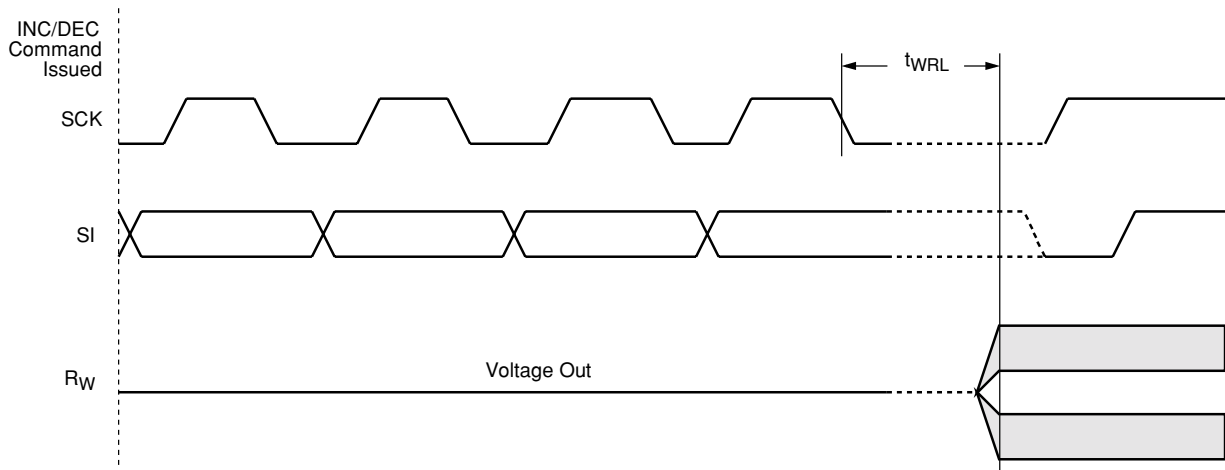 INC/DEC
Command
Issued
tWRL
SCK
SI
Voltage Out
RW